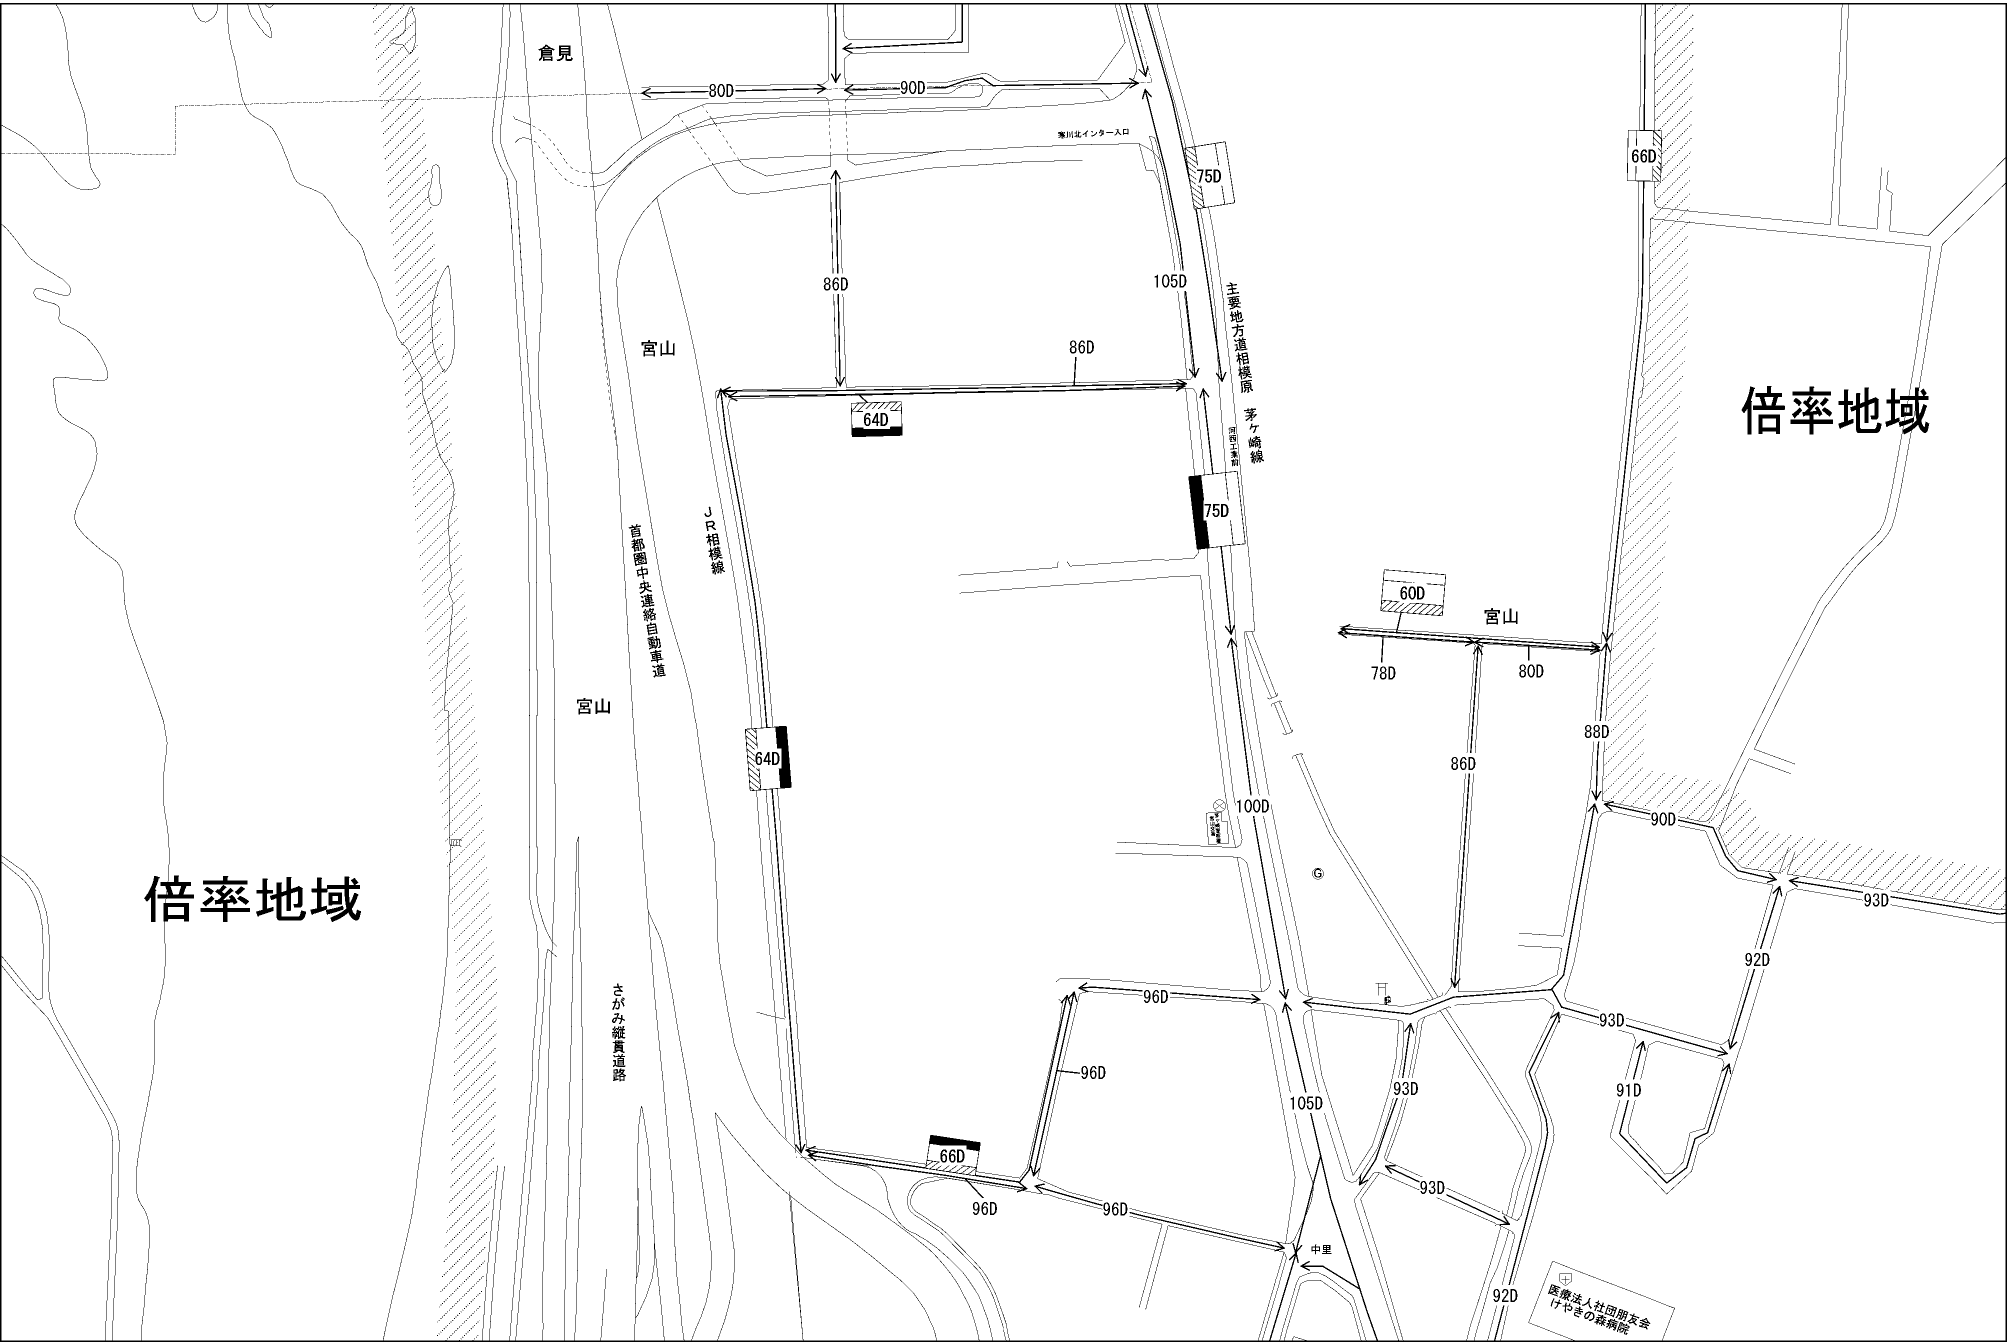 倉見
80D
90D
寒川北インター入口
75D
66D
86D
105D
主要地方道相模原 茅ヶ崎線
宮山
86D
64D
倍率地域
河西工業前
JR相模線
75D
首都圏中央連絡自動車道
60D
宮山
78D
80D
宮山
88D
64D
86D
100D
90D
G
倍率地域
93D
92D
さがみ縦貫道路
96D
93D
96D
93D
91D
105D
66D
96D
93D
96D
中里
92D
医療法人社団朋友会
けやきの森病院